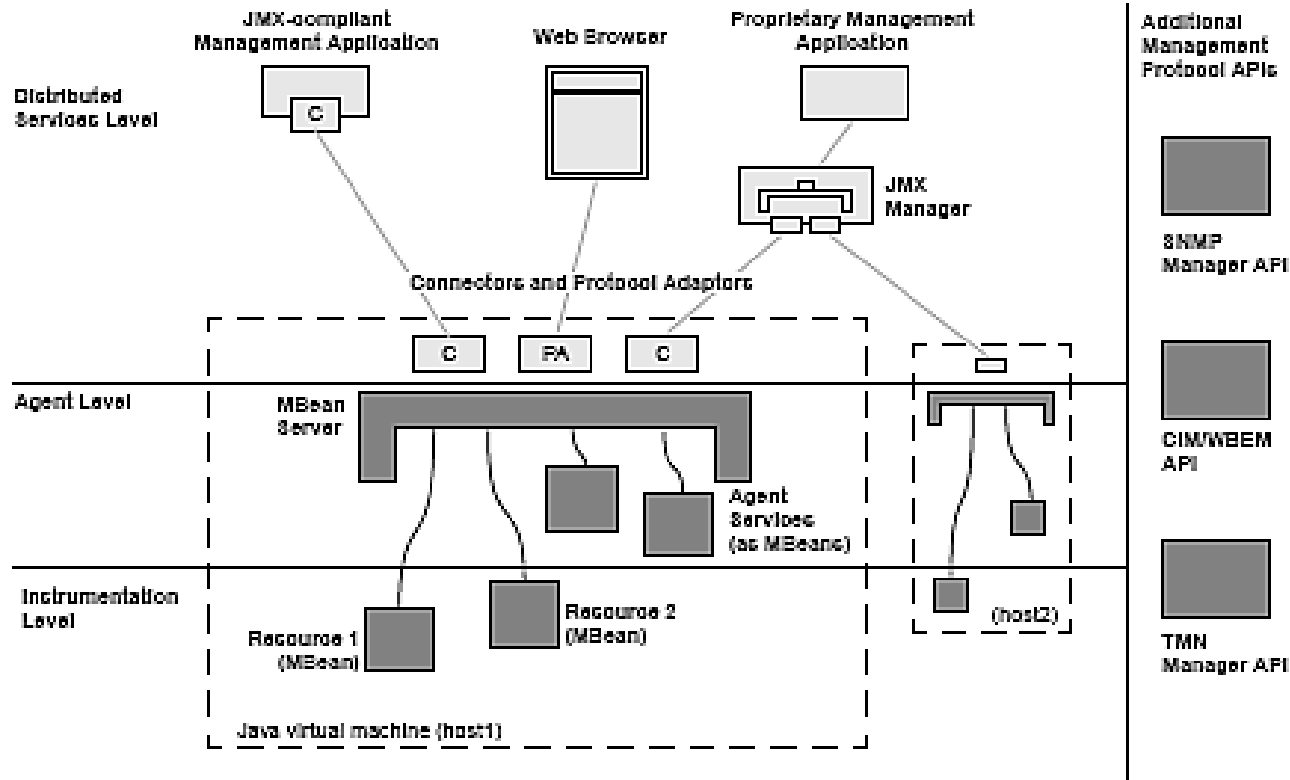 JMX-compliant
Management Application
Web Browser
Proprietary Management
Application
Additional
Management
Protocol APIs
Distributed
Services Level
C
JMX
Manager
SNMP
Manager API
Connectors and Protocol Adaptors
C
PA
C
Agent Level
MBean
Server
CIM/WBEM
API
Agent
Services
(as MBeans)
Instrumentation
Level
Resource 1
(MBean)
Resource 2
(MBean)
(host2)
TMN
Manager API
Java virtual machine (host1)